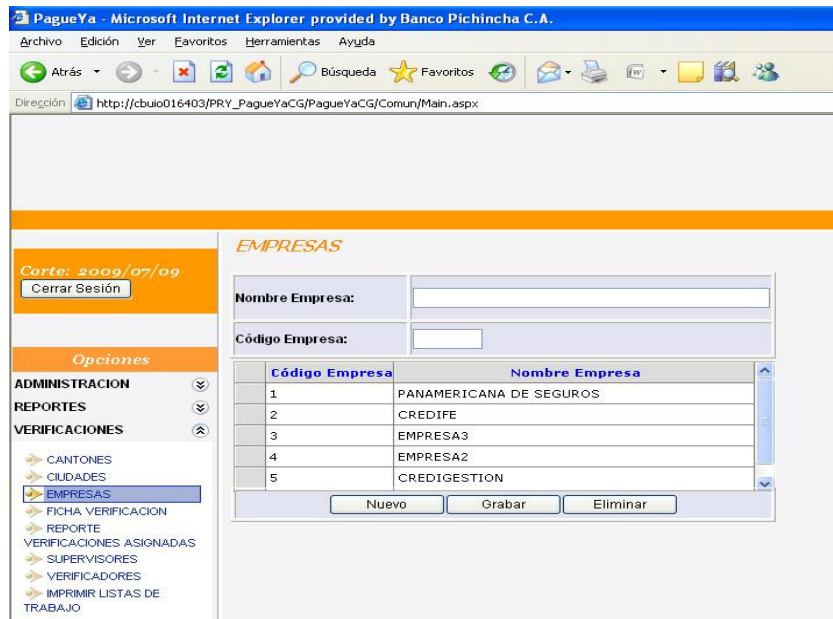 PagueYa - Microsoft Internet Explorer provided by Banco Pichincha C.A.
Archivo Edición Ver Favoritos Herramientas Ayuda
Atrás Búsqueda Favoritos
Dirección http://cbuio016403/PRY_PagueYaCG/PagueYaCG/Comun/Main.aspx
Corte: 2009/07/09
Cerrar Sesión
Opciones
ADMINISTRACION
REPORTES
VERIFICACIONES
CANTONES
CIUDADES
EMPRESAS
FICHA VERIFICACION
REPORTE
VERIFICACIONES ASIGNADAS
SUPERVISORES
VERIFICADORES
IMPRIMIR LISTAS DE
TRABAJO
EMPRESAS
Nombre Empresa:
Código Empresa:
Código Empresa Nombre Empresa
1 PANAMERICANA DE SEGUROS
2 CREDIFE
3 EMPRESA3
4 EMPRESA2
5 CREDIGESTION
Nuevo Grabar Eliminar